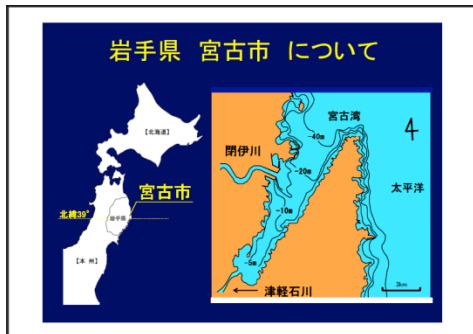 岩手県 宮古市 について
【北海道】
宮古市
北緯39°
岩手県
【本 州】
宮古湾
-40m
閉伊川
-20m
太平洋
-10m
-5m
津軽石川
2km